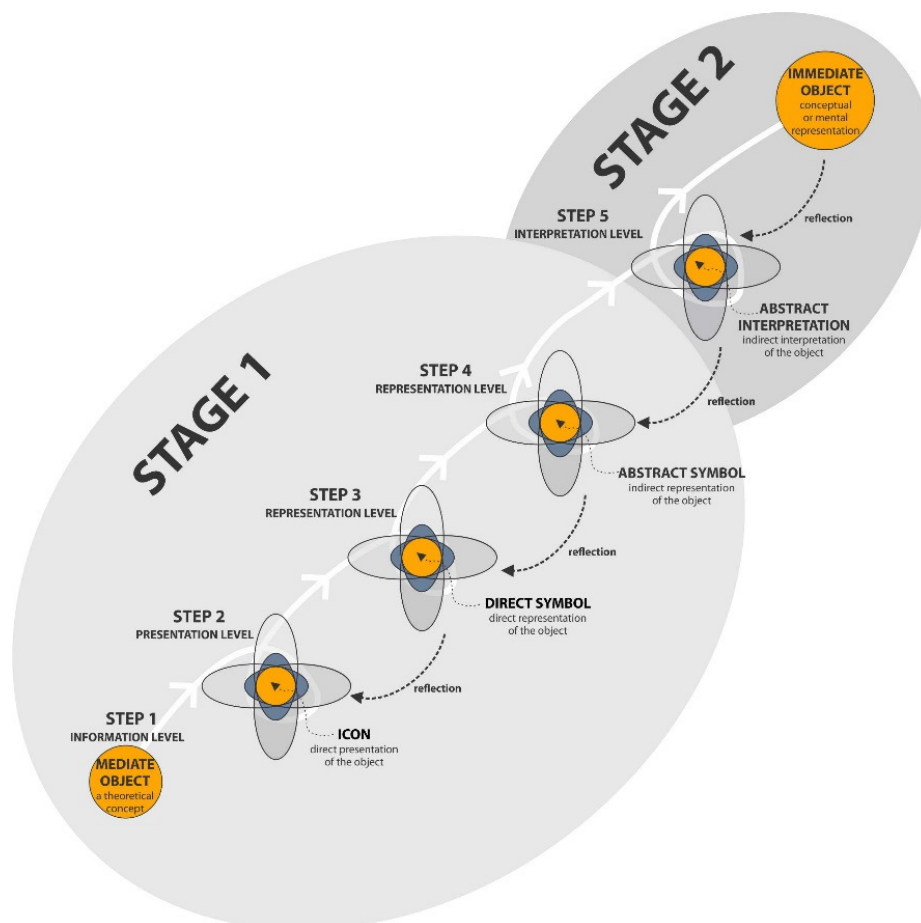 STAGE 2
IMMEDIATE
OBJECT
conceptual
or mental
representation
reflection
STEP 5
INTERPRETATION LEVEL
ABSTRACT
INTERPRETATION
indirect interpretation
of the object
STAGE 1
STEP 4
REPRESENTATION LEVEL
reflection
ABSTRACT SYMBOL
indirect representation
of the object
STEP 3
REPRESENTATION LEVEL
reflection
DIRECT SYMBOL
direct representation
of the object
STEP 2
PRESENTATION LEVEL
reflection
ICON
direct presentation
of the object
STEP 1
INFORMATION LEVEL
MEDIATE
OBJECT
a theoretical
concept